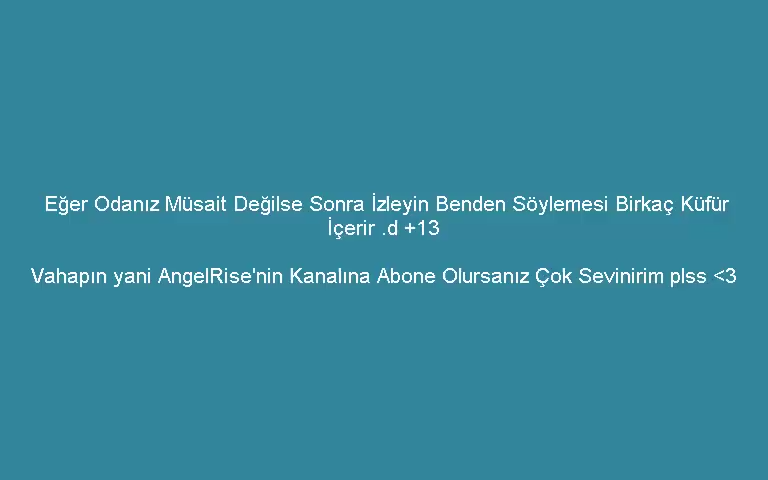 Eğer Odanız Müsait Değilse Sonra İzleyin Benden Söylemesi Birkaç Küfür
İçerir .d +13
Vahapın yani AngelRise'nin Kanalına Abone Olursanız Çok Sevinirim plss <3